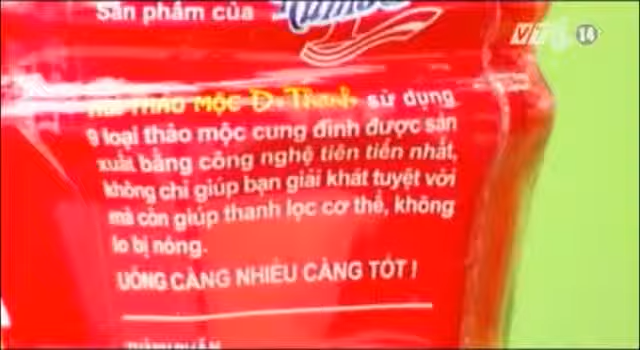 Sản phẩm của
VTV6 14
THẢO MỘC Dr Thanh sử dụng
9 loại thảo mộc cung đình được sản
xuất bằng công nghệ tiên tiến nhất,
không chỉ giúp bạn giải khát tuyệt vời
mà còn giúp thanh lọc cơ thể, không
lo bị nóng.
UỐNG CÀNG NHIỀU CÀNG TỐT !